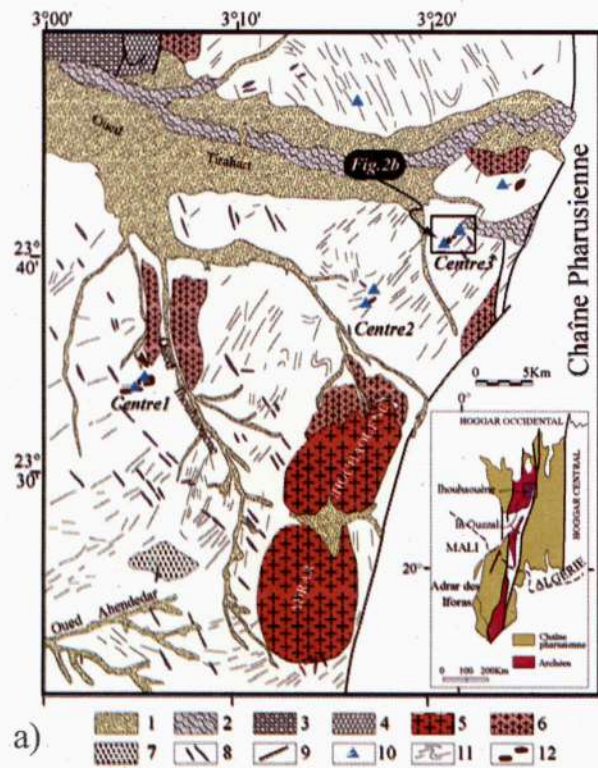 3°00'
3°10'
3°20'
Oued
Tirahart
Fig.2b
23°
40'
Centre3
Centre2
Centre1
Chaîne Pharusienne
0
5Km
0°
HOGGAR OCCIDENTAL
HOGGAR CENTRAL
Ihouhaouène
In Ouzzal
MALI
ALGÉRIE
Adrar des
Iforas
20°
Chaîne
pharusienne
Archéen
0 100 200Km
23°
30'
Oued Ahendedar
a)
1 2 3 4 5 6
7 8 9 10 11 12